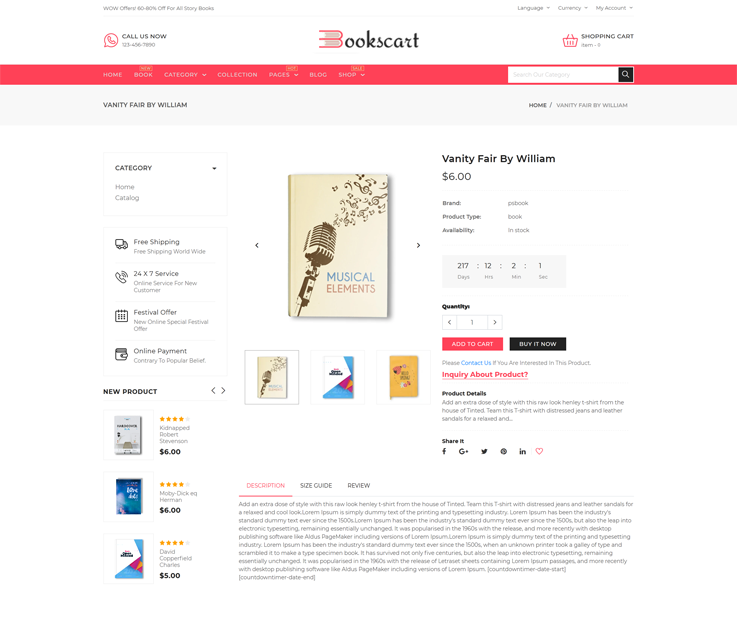 WOW Offers! 60-80% Off For All Story Books
Language
Currency
My Account
CALL US NOW
123-456-7890
Bookscart
SHOPPING CART
Item - 0
HOME
NEW
BOOK
CATEGORY
COLLECTION
HOT
PAGES
BLOG
SALE
SHOP
Search Our Category
VANITY FAIR BY WILLIAM
HOME / VANITY FAIR BY WILLIAM
CATEGORY
Home
Catalog
Free Shipping
Free Shipping World Wide
24 X 7 Service
Online Service For New
Customer
Festival Offer
New Online Special Festival
Offer
Online Payment
Contrary To Popular Belief.
NEW PRODUCT
Kidnapped
Robert
Stevenson
$6.00
Moby-Dick eq
Herman
$6.00
David
Copperfield
Charles
$5.00
MUSICAL
ELEMENTS
Vanity Fair By William
$6.00
Brand: psbook
Product Type: book
Availability: In stock
217 : 12 : 2 : 1
Days Hrs Min Sec
Quantity:
1
ADD TO CART
BUY IT NOW
Please Contact Us If You Are Interested In This Product.
Inquiry About Product?
Product Details
Add an extra dose of style with this raw look henley t-shirt from the
house of Tinted. Team this T-shirt with distressed jeans and leather
sandals for a relaxed and...
Share It
DESCRIPTION
SIZE GUIDE
REVIEW
Add an extra dose of style with this raw look henley t-shirt from the house of Tinted. Team this T-shirt with distressed jeans and leather sandals for
a relaxed and cool look.Lorem Ipsum is simply dummy text of the printing and typesetting industry. Lorem Ipsum has been the industry's
standard dummy text ever since the 1500s.Lorem Ipsum has been the industry's standard dummy text ever since the 1500s, but also the leap into
electronic typesetting, remaining essentially unchanged. It was popularised in the 1960s with the release, and more recently with desktop
publishing software like Aldus PageMaker including versions of Lorem Ipsum.Lorem Ipsum is simply dummy text of the printing and typesetting
industry. Lorem Ipsum has been the industry's standard dummy text ever since the 1500s, when an unknown printer took a galley of type and
scrambled it to make a type specimen book. It has survived not only five centuries, but also the leap into electronic typesetting, remaining
essentially unchanged. It was popularised in the 1960s with the release of Letraset sheets containing Lorem Ipsum passages, and more recently
with desktop publishing software like Aldus PageMaker including versions of Lorem Ipsum. [countdowntimer-date-start]
[countdowntimer-date-end]